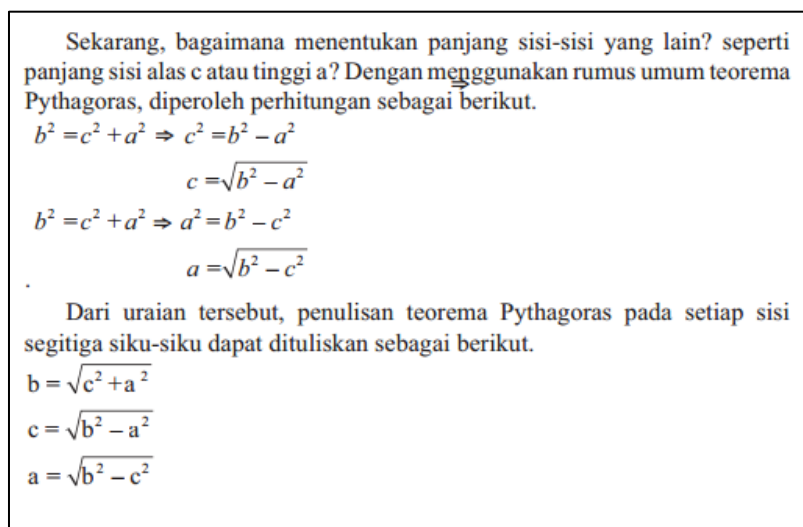 Sekarang, bagaimana menentukan panjang sisi-sisi yang lain? seperti
panjang sisi alas c atau tinggi a? Dengan menggunakan rumus umum teorema
⇒
Pythagoras, diperoleh perhitungan sebagai berikut.
b² =c² +a² ⇒ c² =b² – a²
c =√(b² – a²)
b² =c² +a² ⇒ a² =b² – c²
a =√(b² – c²)
.
Dari uraian tersebut, penulisan teorema Pythagoras pada setiap sisi
segitiga siku-siku dapat dituliskan sebagai berikut.
b = √(c² +a ²)
c = √(b² – a²)
a = √(b² – c²)